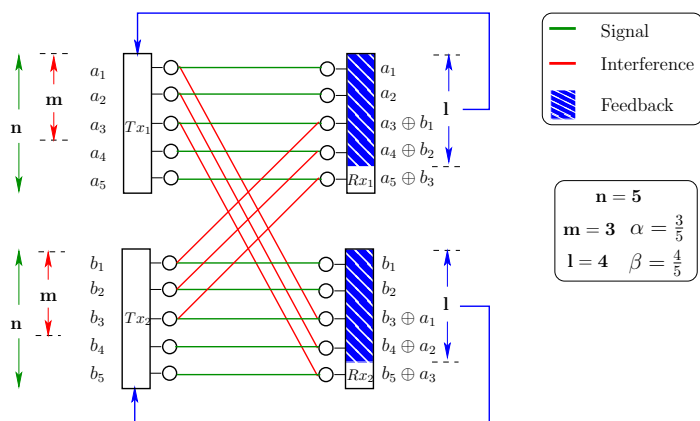 a₁ Tx₁ a₁
a₂ a₂
n m a₃ a₃ ⊕ b₁ l
a₄ a₄ ⊕ b₂
a₅ Rx₁ a₅ ⊕ b₃
b₁ Tx₂ b₁
b₂ b₂
n m b₃ b₃ ⊕ a₁ l
b₄ b₄ ⊕ a₂
b₅ Rx₂ b₅ ⊕ a₃
Signal
Interference
Feedback
n = 5
m = 3 α = 3/5
l = 4 β = 4/5